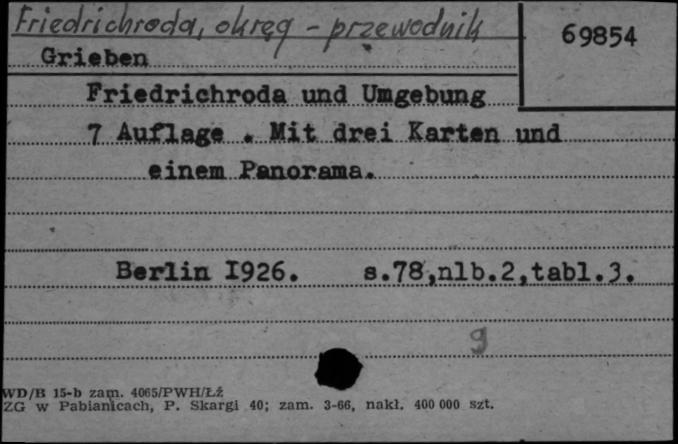 Friedrichroda, okręg - przewodnik
69854
Grieben
Friedrichroda und Umgebung
7 Auflage . Mit drei Karten und
einem Panorama.
Berlin I926. s.78,nlb.2,tabl.3.
g
WD/B 15-b zam. 4065/PWH/Łż
ZG w Pabianicach, P. Skargi 40; zam. 3-66, nakł. 400 000 szt.